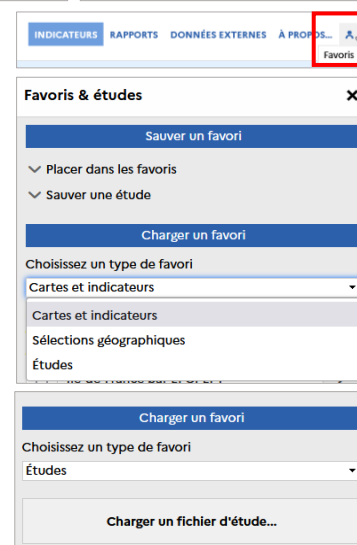 INDICATEURS RAPPORTS DONNÉES EXTERNES À PROPOS...
Favoris
Favoris & études
Sauver un favori
Placer dans les favoris
Sauver une étude
Charger un favori
Choisissez un type de favori
Cartes et indicateurs
Cartes et indicateurs
Sélections géographiques
Études
Charger un favori
Choisissez un type de favori
Études
Charger un fichier d'étude...